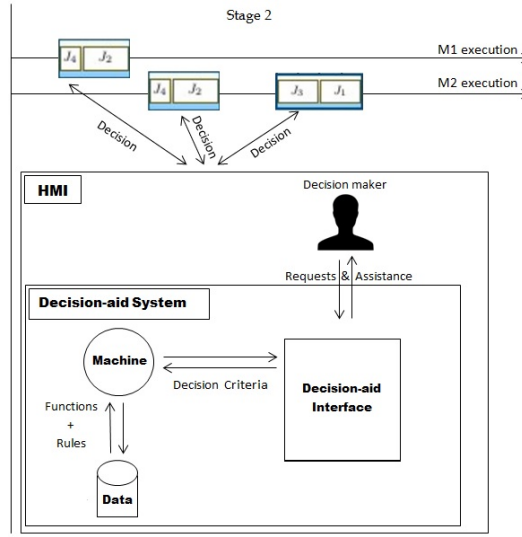 Stage 2
M1 execution
J4 J2
M2 execution
J4 J2
J3 J1
Decision
Decision
Decision
HMI
Decision maker
Requests & Assistance
Decision-aid System
Machine
Decision Criteria
Decision-aid
Interface
Functions
+
Rules
Data